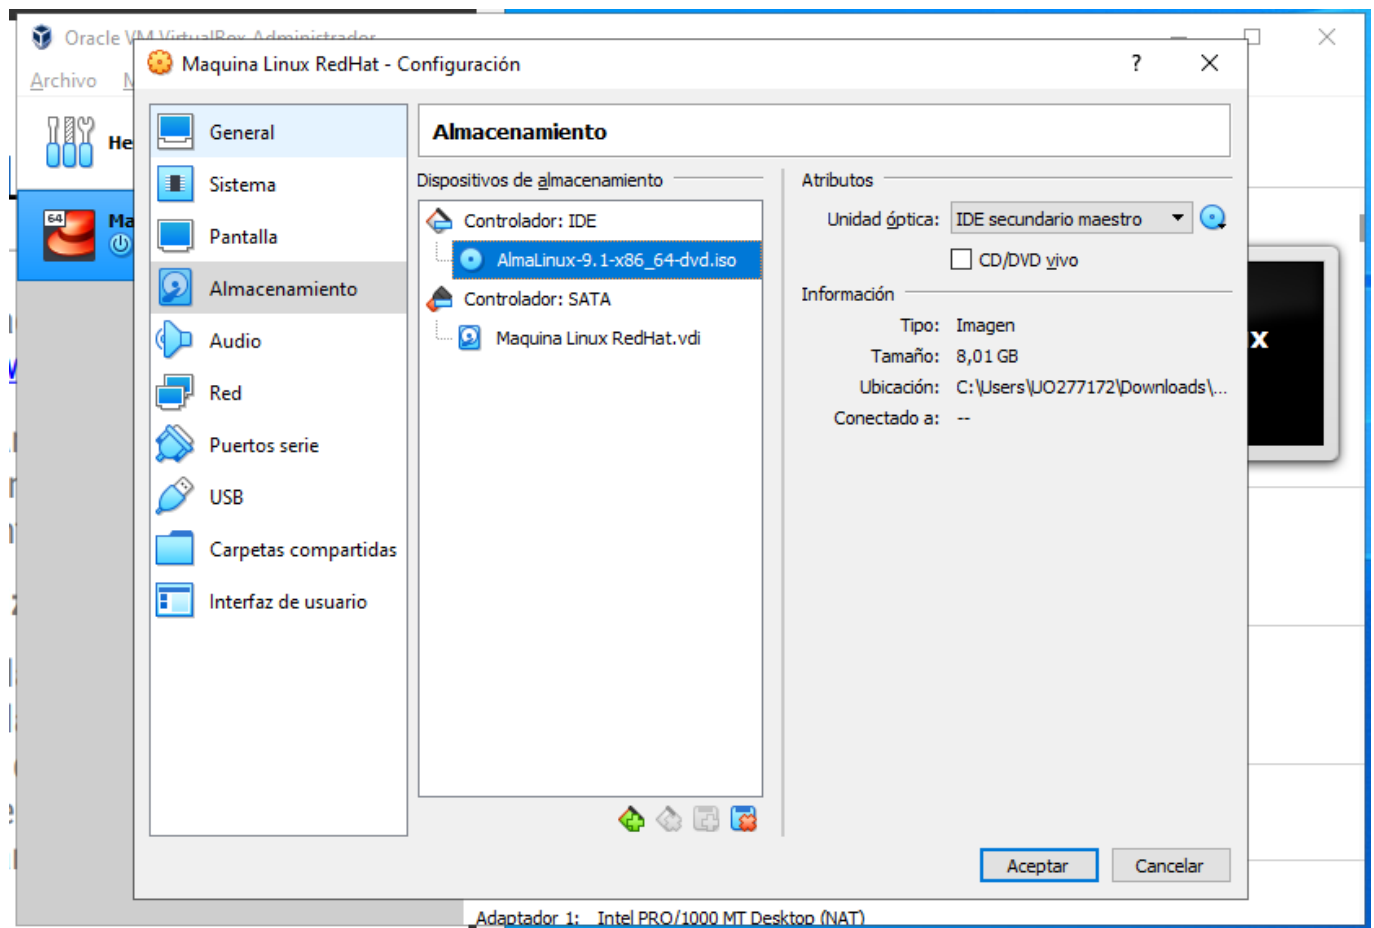 Oracle VM VirtualBox Administrador
Archivo
Maquina Linux RedHat - Configuración
?
General
Sistema
Pantalla
Almacenamiento
Audio
Red
Puertos serie
USB
Carpetas compartidas
Interfaz de usuario
Almacenamiento
Dispositivos de almacenamiento
Controlador: IDE
AlmaLinux-9.1-x86_64-dvd.iso
Controlador: SATA
Maquina Linux RedHat.vdi
Atributos
Unidad óptica: IDE secundario maestro
CD/DVD vivo
Información
Tipo: Imagen
Tamaño: 8,01 GB
Ubicación: C:\Users\UO277172\Downloads\...
Conectado a: --
Aceptar
Cancelar
He
64
Ma
x
Adaptador 1: Intel PRO/1000 MT Desktop (NAT)